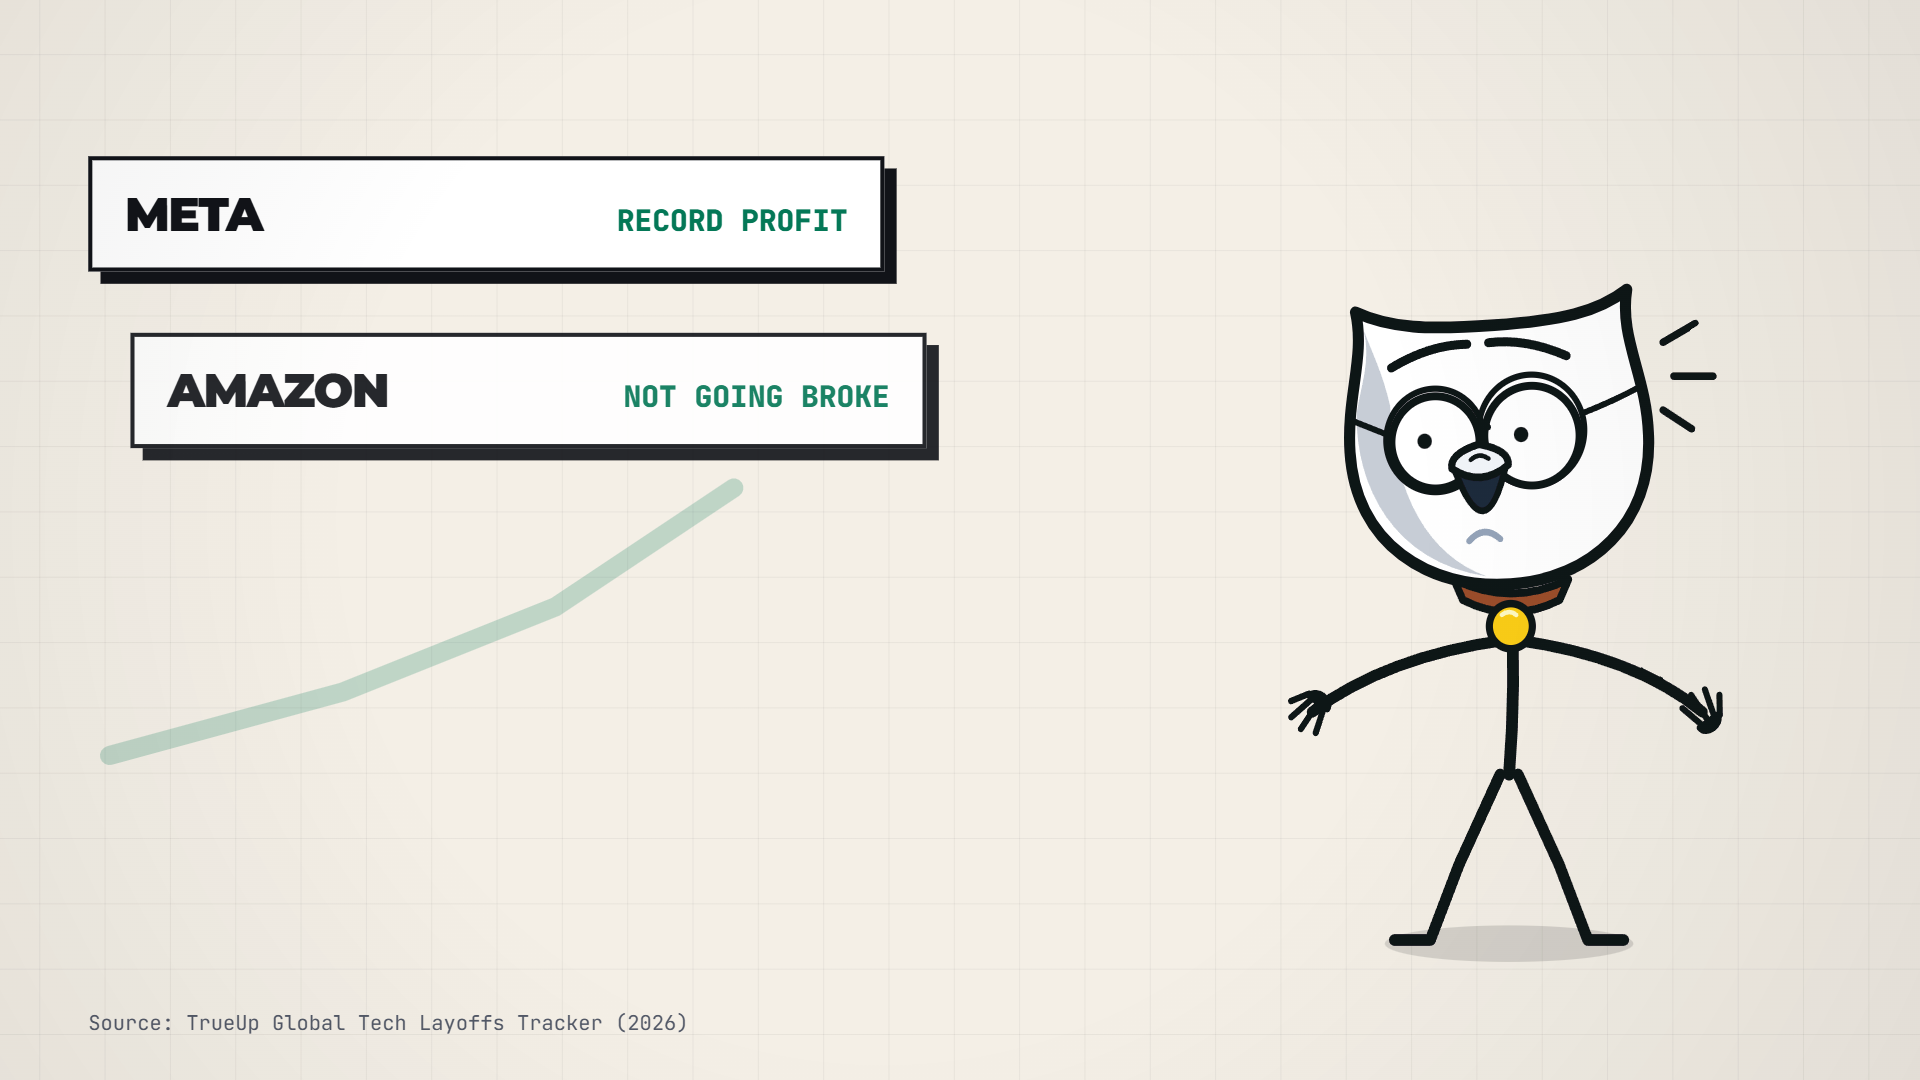 META
RECORD PROFIT
AMAZON
NOT GOING BROKE
Source: TrueUp Global Tech Layoffs Tracker (2026)